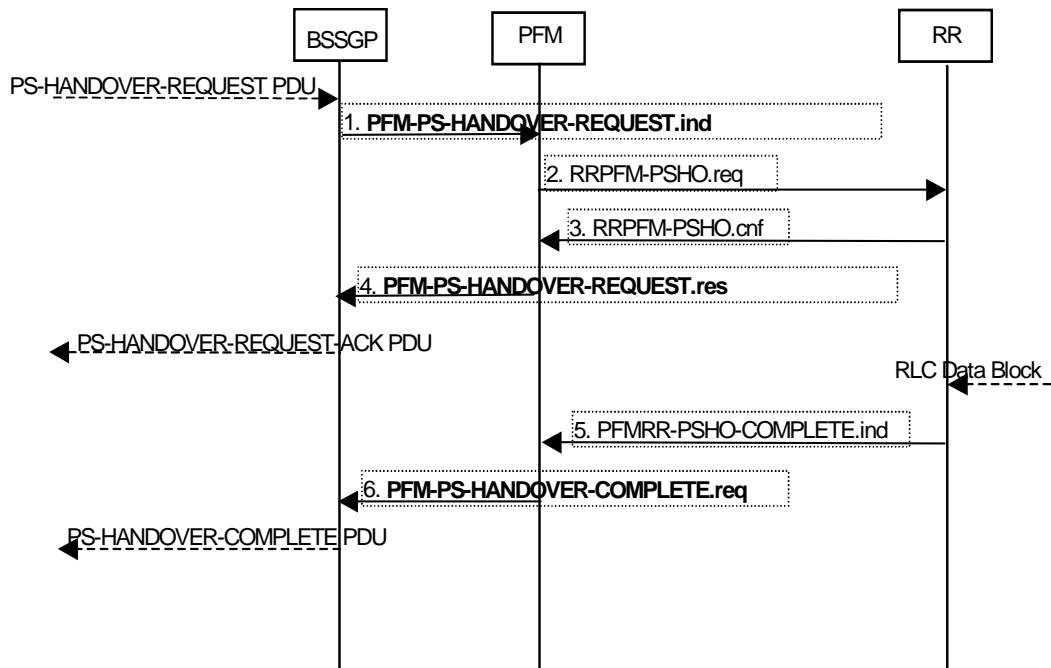 BSSGP
PFM
RR
PS-HANDOVER-REQUEST PDU
1. PFM-PS-HANDOVER-REQUEST.ind
2. RRPFM-PSHO.req
3. RRPFM-PSHO.cnf
4. PFM-PS-HANDOVER-REQUEST.res
PS-HANDOVER-REQUEST-ACK PDU
RLC Data Block
5. PFMRR-PSHO-COMPLETE.ind
6. PFM-PS-HANDOVER-COMPLETE.req
PS-HANDOVER-COMPLETE PDU